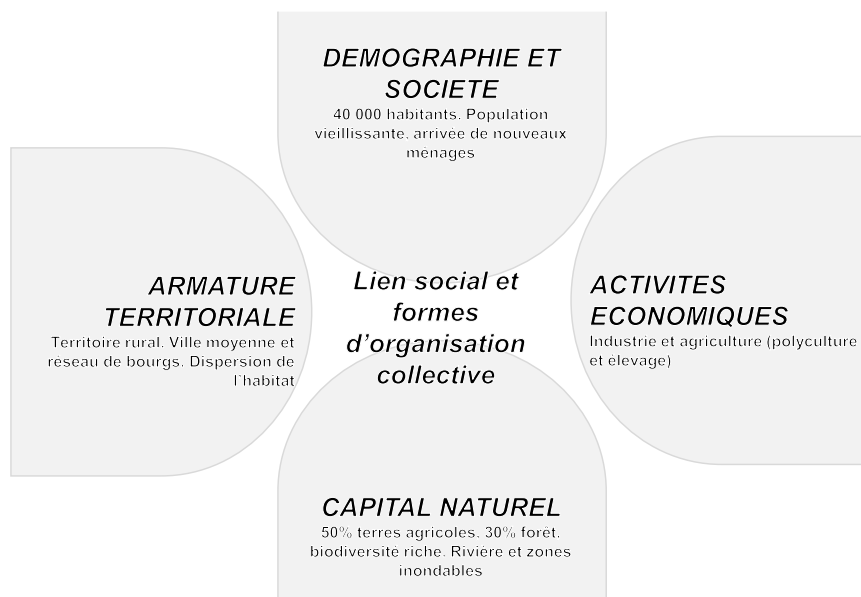 DEMOGRAPHIE ET
SOCIETE
40 000 habitants. Population
vieillissante, arrivée de nouveaux
ménages
ARMATURE
TERRITORIALE
Territoire rural. Ville moyenne et
réseau de bourgs. Dispersion de
l'habitat
Lien social et
formes
d'organisation
collective
ACTIVITES
ECONOMIQUES
Industrie et agriculture (polyculture
et élevage)
CAPITAL NATUREL
50% terres agricoles, 30% forêt,
biodiversité riche. Rivière et zones
inondables